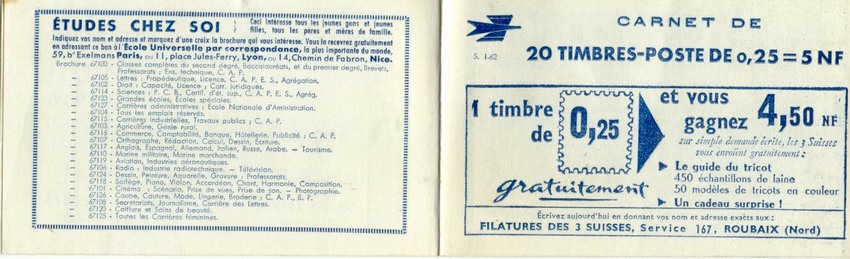 ÉTUDES CHEZ SOI
Ceci intéresse tous les jeunes gens et jeunes
filles, tous les pères et mères de famille.
Indiquez vos nom et adresse et marquez d'une croix la brochure qui vous intéresse. Vous la recevrez gratuitement
en adressant ce bon à l'École Universelle par correspondance, la plus importante du monde,
59, bd Exelmans Paris, ou 11, place Jules-Ferry, Lyon, ou 14, Chemin de Fabron, Nice.
Brochure 67100 - Classes complètes du second degré, Baccalauréats, et du premier degré, Brevets,
Professorats; Ens. technique, C. A. P.
— 67105 - Lettres: Propédeutique, Licence, C. A. P. E. S., Agrégation.
— 67102 - Droit: Capacité, Licence; Carr. juridiques.
— 67114 - Sciences: P. C. B., Certif. d'ét. sup., C. A. P. E. S., Agrég.
— 67123 - Grandes écoles, Ecoles spéciales.
— 67127 - Carrières administratives: Ecole Nationale d'Administration.
— 67104 - Tous les emplois réservés.
— 67115 - Carrières industrielles, Travaux publics; C. A. P.
— 67103 - Agriculture, Génie rural.
— 67116 - Commerce, Comptabilité, Banque, Hôtellerie, Publicité; C. A. P.
— 67107 - Orthographe, Rédaction, Calcul, Dessin, Ecriture.
— 67117 - Anglais, Espagnol, Allemand, Italien, Russe, Arabe. — Tourisme.
— 67110 - Marine militaire, Marine marchande.
— 67119 - Aviation, Industries aéronautiques.
— 67106 - Radio: Industrie radiotechnique. — Télévision.
— 67124 - Dessin, Peinture, Aquarelle, Gravure; Professorats.
— 67118 - Solfège, Piano, Violon, Accordéon, Chant, Harmonie, Composition.
— 67101 - Cinéma: Scénario, Prise de vues, Prise de son. — Photographie.
— 67126 - Couture, Mode, Lingerie, Broderie; C. A. P., B. P.
— 67108 - Secrétariats, Journalisme, Carrière des Lettres.
— 67120 - Coiffure et Soins de beauté.
— 67125 - Toutes les Carrières féminines.
CARNET DE
S. 1-62
20 TIMBRES-POSTE DE 0,25 = 5 NF
1 timbre
de
0,25
gratuitement
et vous
gagnez 4,50 NF
sur simple demande écrite, les 3 Suisses
vous envoient gratuitement:
Le guide du tricot
450 échantillons de laine
50 modèles de tricots en couleur
Un cadeau surprise !
Écrivez aujourd'hui en donnant vos nom et adresse exacts aux :
FILATURES DES 3 SUISSES, Service 167, ROUBAIX (Nord)